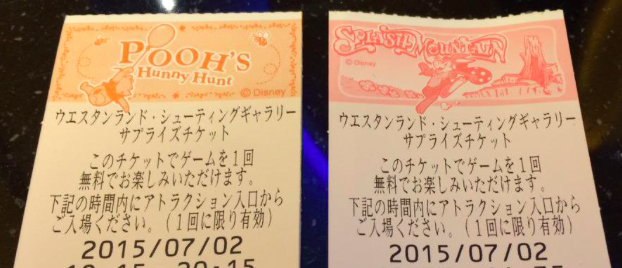 POOH'S
Hunny Hunt
© Disney
ウエスタンランド・シューティングギャラリー
サプライズチケット
このチケットでゲームを1回
無料でお楽しみいただけます。
下記の時間内にアトラクション入口から
ご入場ください。(1回に限り有効)
2015/07/02
SPLASH MOUNTAIN
© Disney
ウエスタンランド・シューティングギャラリー
サプライズチケット
このチケットでゲームを1回
無料でお楽しみいただけます。
下記の時間内にアトラクション入口から
ご入場ください。(1回に限り有効)
2015/07/02